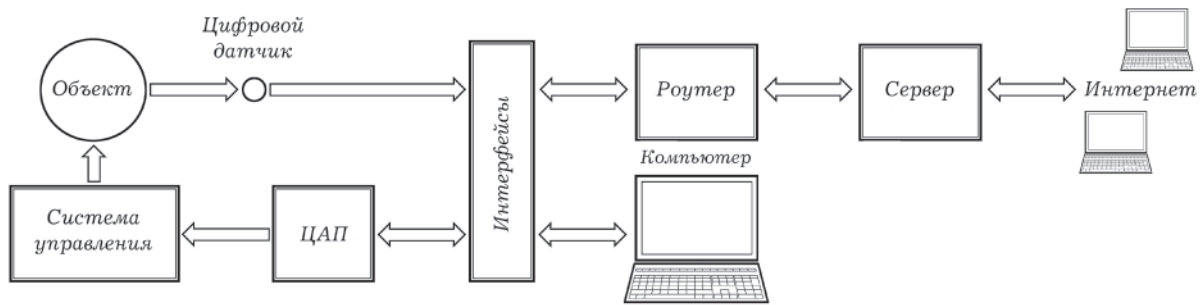 Цифровой
датчик
Объект
Интерфейсы
Роутер
Сервер
Интернет
Компьютер
Система
управления
ЦАП